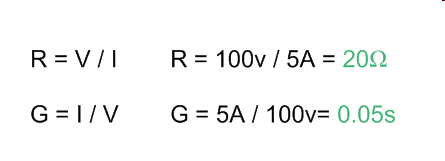 R = V / I R = 100v / 5A = 20Ω
G = I / V G = 5A / 100v= 0.05s